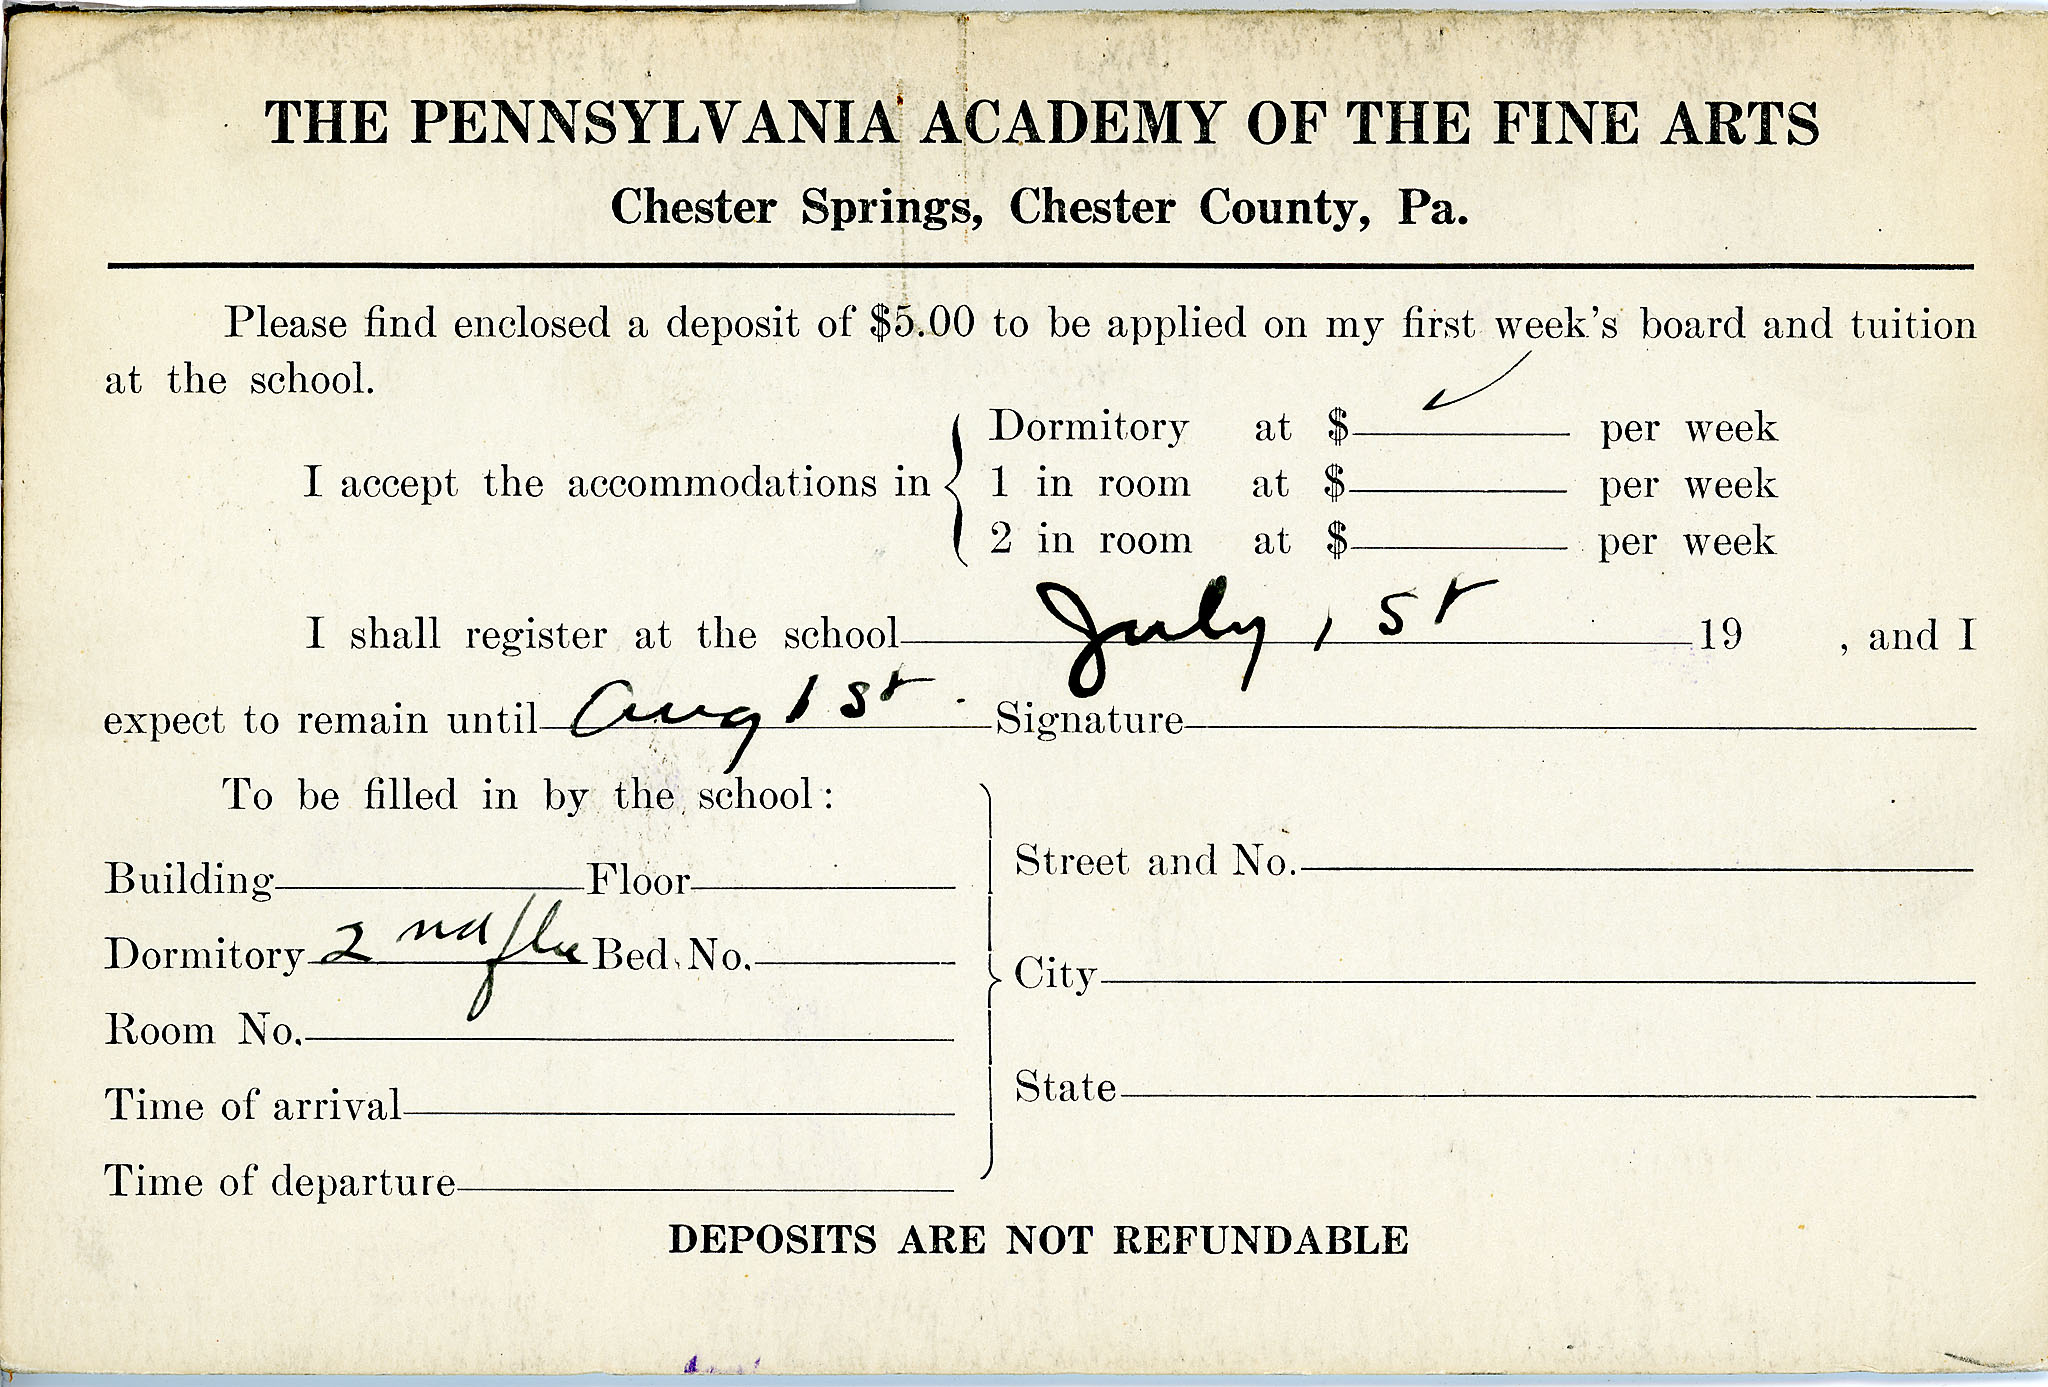 THE PENNSYLVANIA ACADEMY OF THE FINE ARTS
Chester Springs, Chester County, Pa.
Please find enclosed a deposit of $5.00 to be applied on my first week's board and tuition
at the school.
I accept the accommodations in
Dormitory at $ ✓ per week
1 in room at $ per week
2 in room at $ per week
I shall register at the school July 1st 19 , and I
expect to remain until Aug 1st. Signature
To be filled in by the school:
Building Floor
Dormitory 2nd Bed No.
Room No.
Time of arrival
Time of departure
Street and No.
City
State
DEPOSITS ARE NOT REFUNDABLE